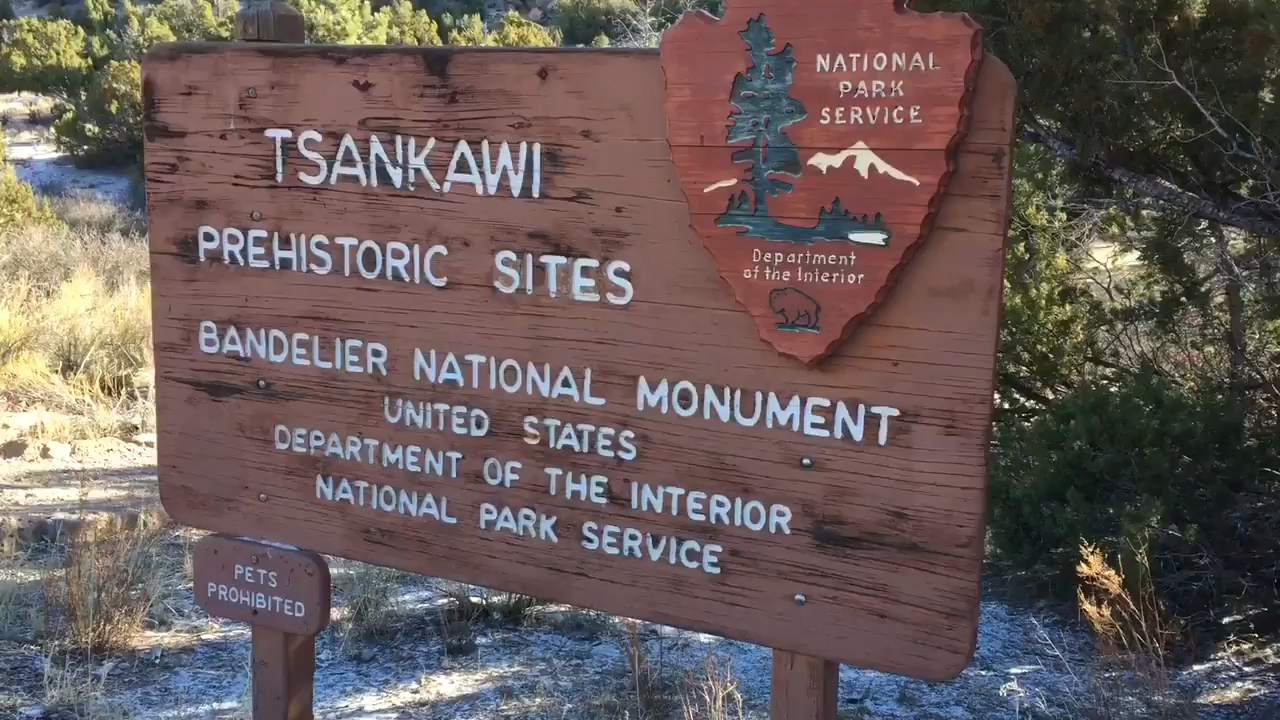 TSANKAWI
PREHISTORIC SITES
BANDELIER NATIONAL MONUMENT
UNITED STATES
DEPARTMENT OF THE INTERIOR
NATIONAL PARK SERVICE
NATIONAL
PARK
SERVICE
Department
of the Interior
PETS
PROHIBITED